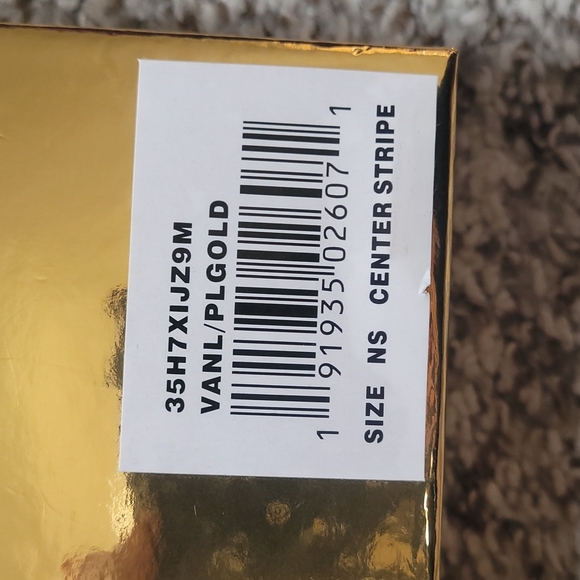 35H7XIJZ9M
VANL/PLGOLD
1 91935 02607 1
SIZE NS CENTER STRIPE